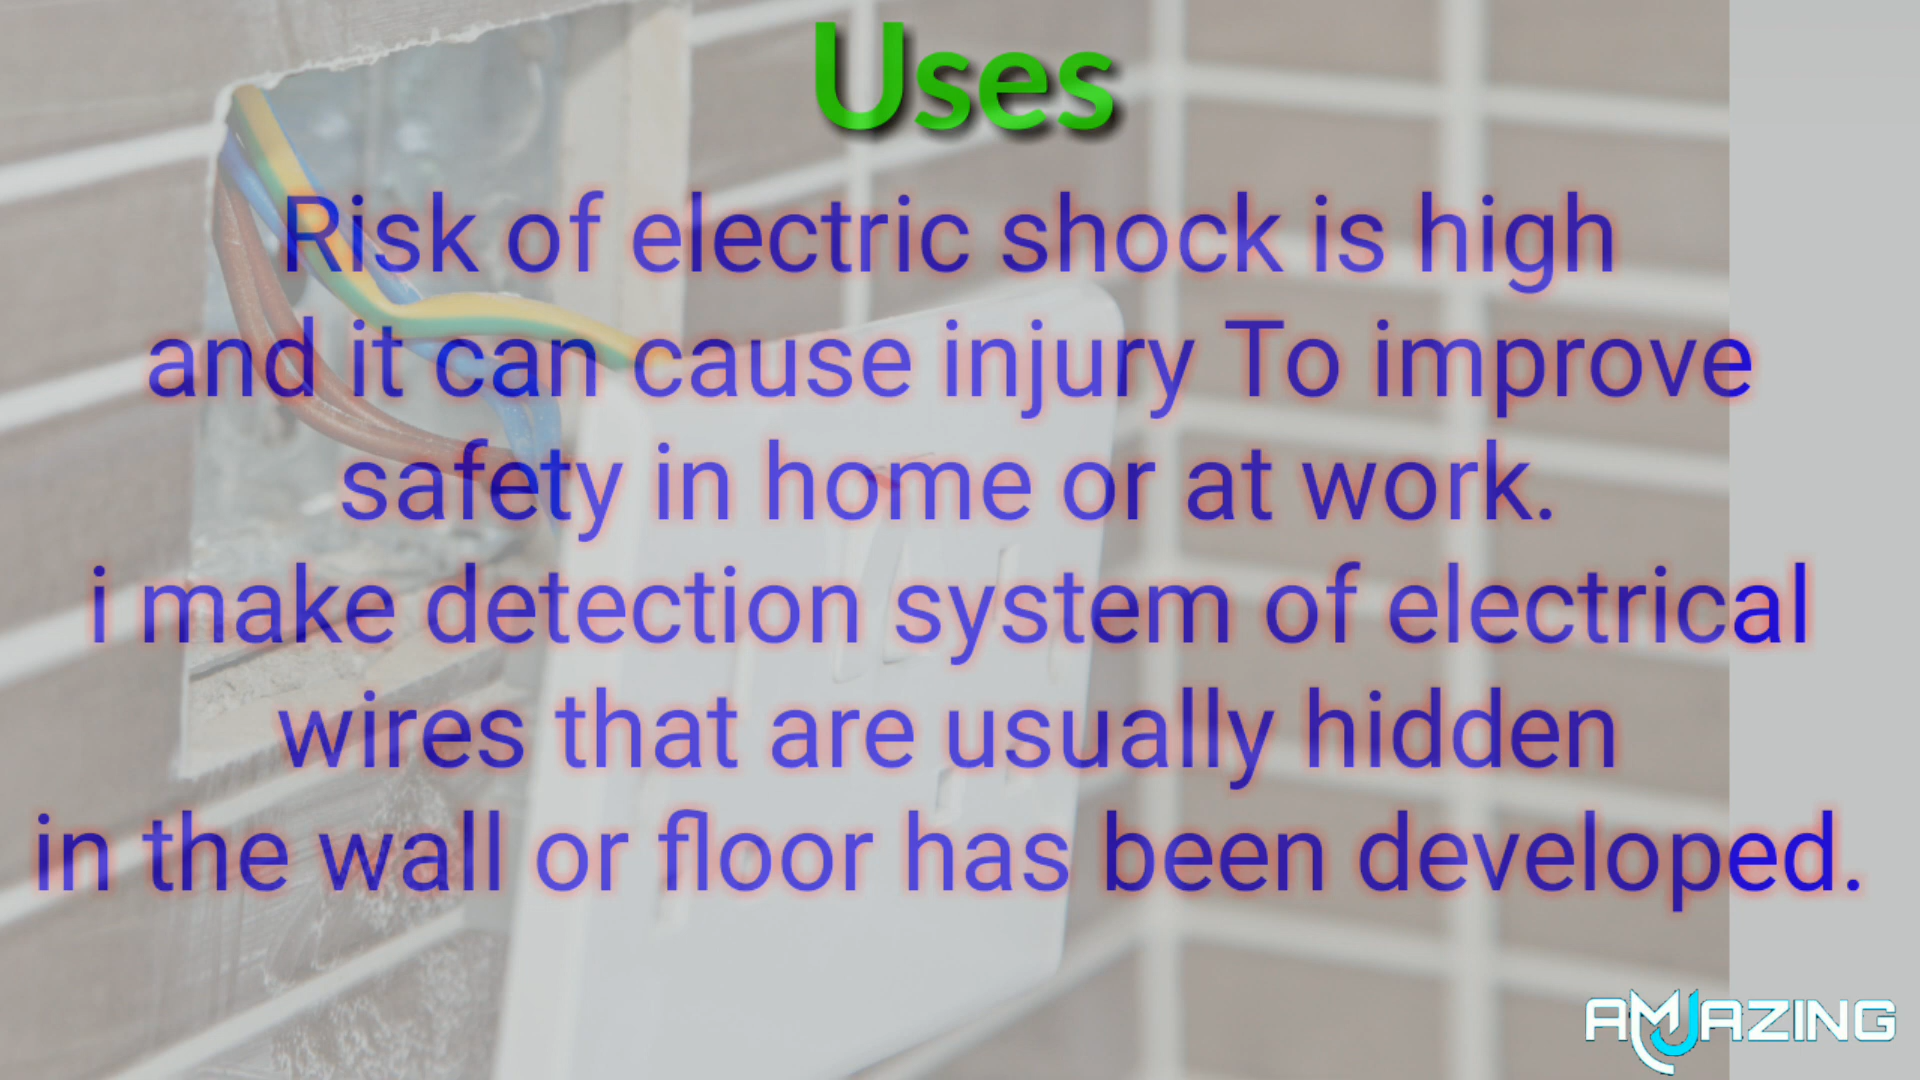 Uses
Risk of electric shock is high
and it can cause injury To improve
safety in home or at work.
i make detection system of electrical
wires that are usually hidden
in the wall or floor has been developed.
AMJAZING